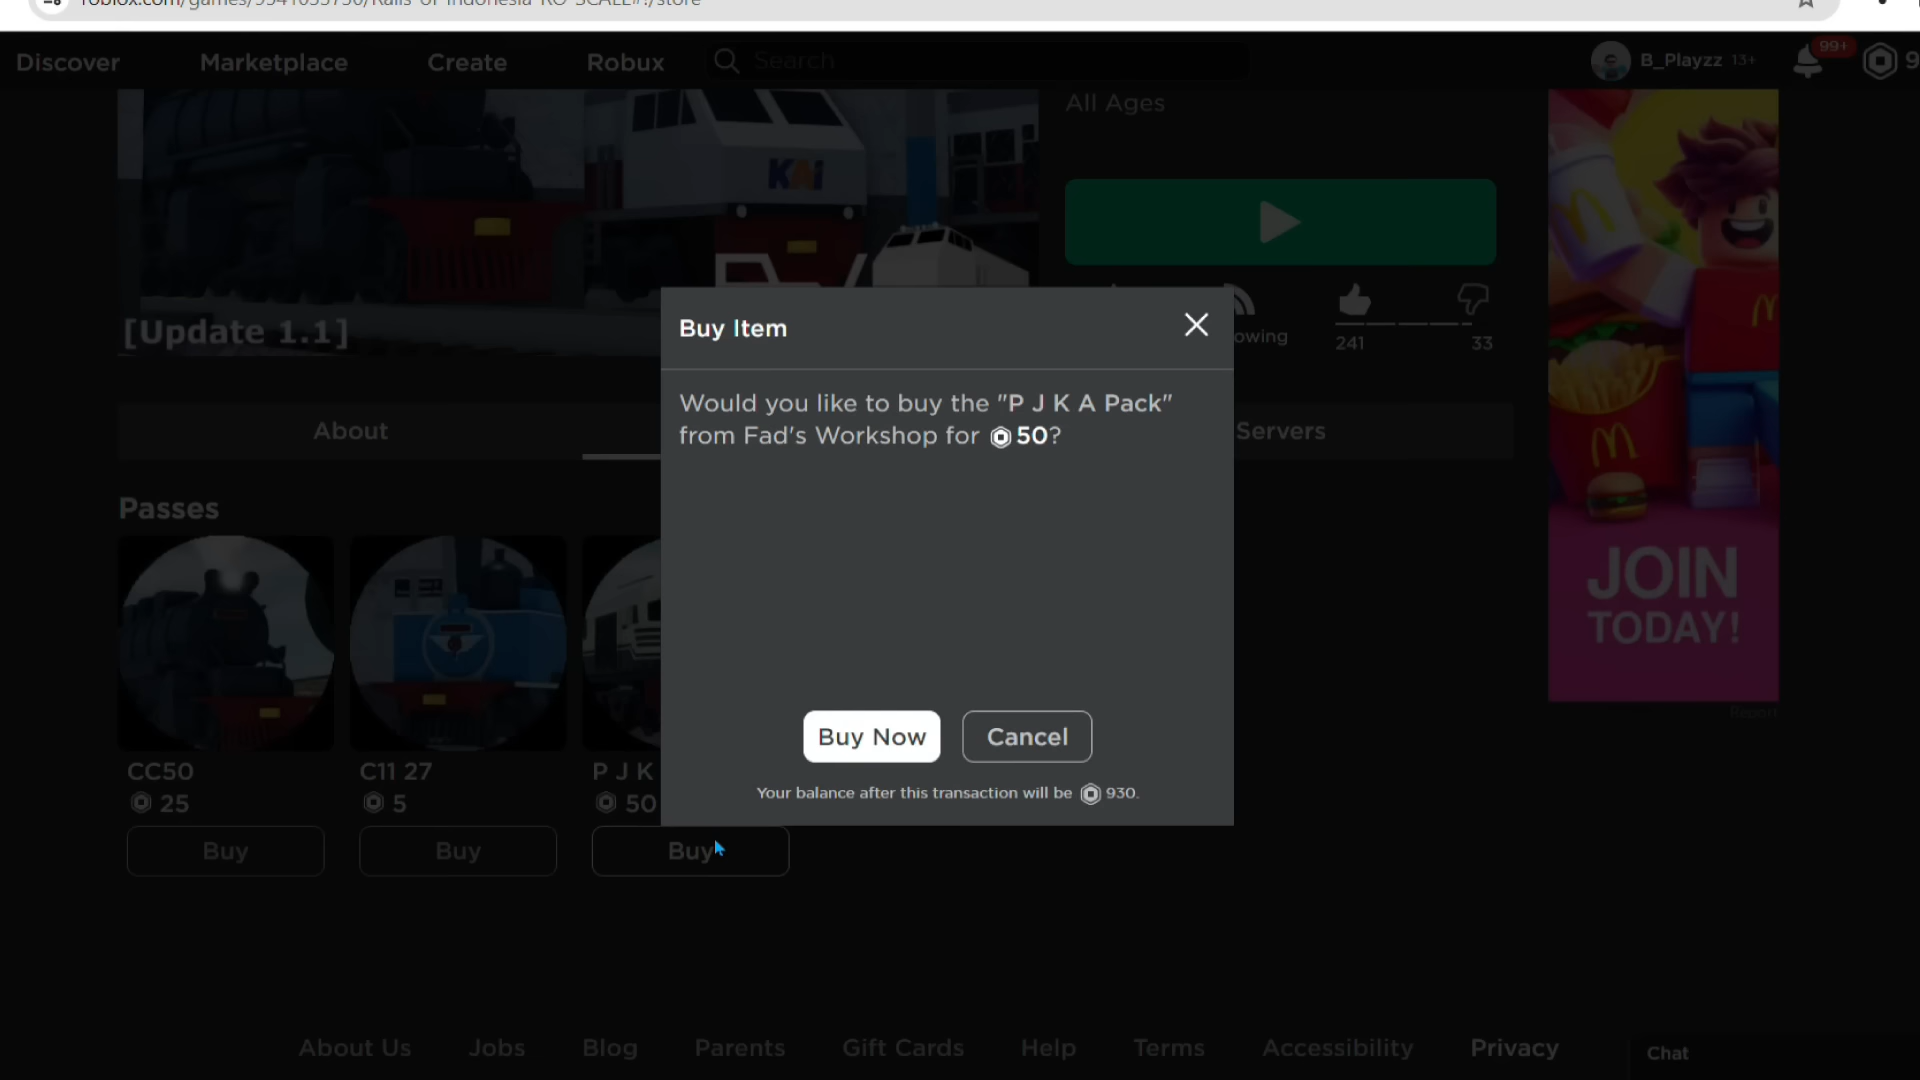 Discover Marketplace Create Robux Search B_Playzz 13+ 99+
All Ages
KAI
[Update 1.1]
241 33
Buy Item
Would you like to buy the "P J K A Pack"
from Fad's Workshop for 50?
Buy Now Cancel
Your balance after this transaction will be 930.
About Servers
Passes
CC50 C11 27 P J K
25 5 50
Buy Buy Buy
JOIN
TODAY!
Report
About Us Jobs Blog Parents Gift Cards Help Terms Accessibility Privacy
Chat